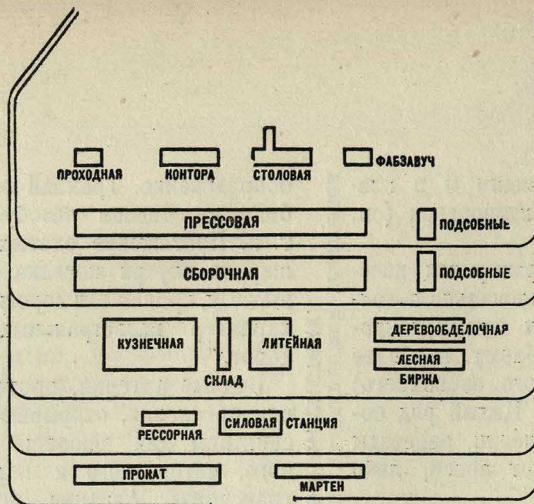 ПРОХОДНАЯ КОНТОРА СТОЛОВАЯ ФАБЗАВУЧ
ПРЕССОВАЯ ПОДСОБНЫЕ
СБОРОЧНАЯ ПОДСОБНЫЕ
КУЗНЕЧНАЯ СКЛАД ЛИТЕЙНАЯ ДЕРЕВООБДЕЛОЧНАЯ
ЛЕСНАЯ
БИРЖА
РЕССОРНАЯ СИЛОВАЯ СТАНЦИЯ
ПРОКАТ МАРТЕН